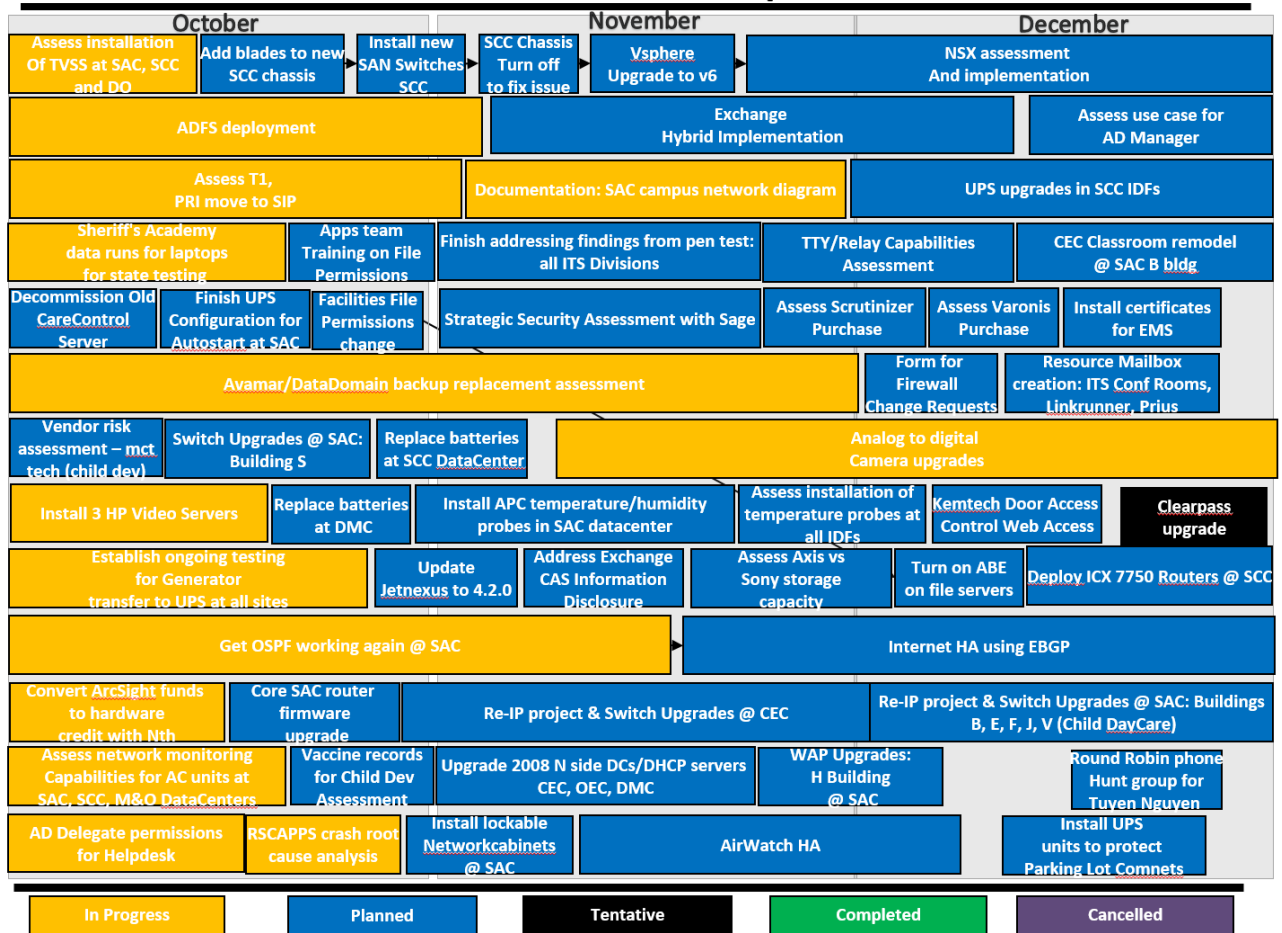 October
November
December
Assess installation
Of TVSS at SAC, SCC
and DO
Add blades to new
SCC chassis
Install new
SAN Switches
SCC
SCC Chassis
Turn off
to fix issue
Vsphere
Upgrade to v6
NSX assessment
And implementation
ADFS deployment
Exchange
Hybrid Implementation
Assess use case for
AD Manager
Assess T1,
PRI move to SIP
Documentation: SAC campus network diagram
UPS upgrades in SCC IDFs
Sheriff's Academy
data runs for laptops
for state testing
Apps team
Training on File
Permissions
Finish addressing findings from pen test:
all ITS Divisions
TTY/Relay Capabilities
Assessment
CEC Classroom remodel
@ SAC B bldg
Decommission Old
CareControl
Server
Finish UPS
Configuration for
Autostart at SAC
Facilities File
Permissions
change
Strategic Security Assessment with Sage
Assess Scrutinizer
Purchase
Assess Varonis
Purchase
Install certificates
for EMS
Avamar/DataDomain backup replacement assessment
Form for
Firewall
Change Requests
Resource Mailbox
creation: ITS Conf Rooms,
Linkrunner, Prius
Vendor risk
assessment – mct
tech (child dev)
Switch Upgrades @ SAC:
Building S
Replace batteries
at SCC DataCenter
Analog to digital
Camera upgrades
Install 3 HP Video Servers
Replace batteries
at DMC
Install APC temperature/humidity
probes in SAC datacenter
Assess installation of
temperature probes at
all IDFs
Kemtech Door Access
Control Web Access
Clearpass
upgrade
Establish ongoing testing
for Generator
transfer to UPS at all sites
Update
Jetnexus to 4.2.0
Address Exchange
CAS Information
Disclosure
Assess Axis vs
Sony storage
capacity
Turn on ABE
on file servers
Deploy ICX 7750 Routers @ SCC
Get OSPF working again @ SAC
Internet HA using EBGP
Convert ArcSight funds
to hardware
credit with Nth
Core SAC router
firmware
upgrade
Re-IP project & Switch Upgrades @ CEC
Re-IP project & Switch Upgrades @ SAC: Buildings
B, E, F, J, V (Child DayCare)
Assess network monitoring
Capabilities for AC units at
SAC, SCC, M&O DataCenters
Vaccine records
for Child Dev
Assessment
Upgrade 2008 N side DCs/DHCP servers
CEC, OEC, DMC
WAP Upgrades:
H Building
@ SAC
Round Robin phone
Hunt group for
Tuyen Nguyen
AD Delegate permissions
for Helpdesk
RSCAPPS crash root
cause analysis
Install lockable
Networkcabinets
@ SAC
AirWatch HA
Install UPS
units to protect
Parking Lot Comnets
In Progress
Planned
Tentative
Completed
Cancelled